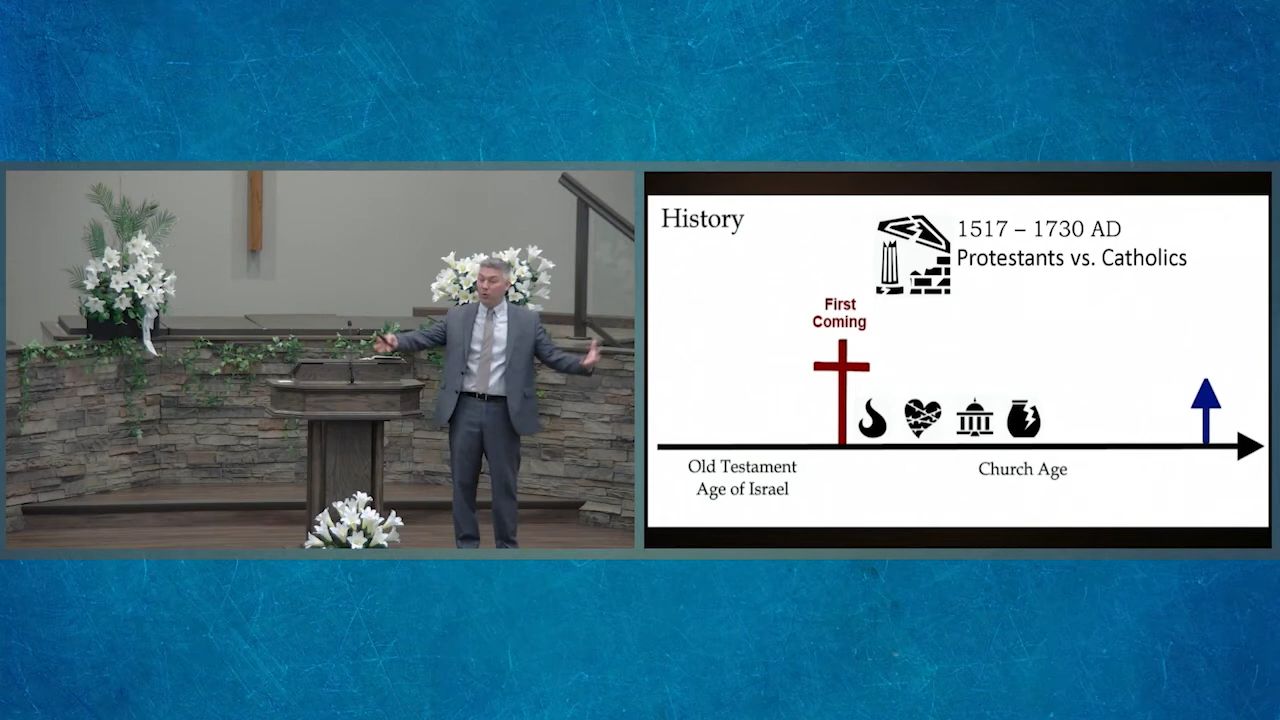 History
1517 – 1730 AD
Protestants vs. Catholics
First
Coming
Old Testament
Age of Israel
Church Age